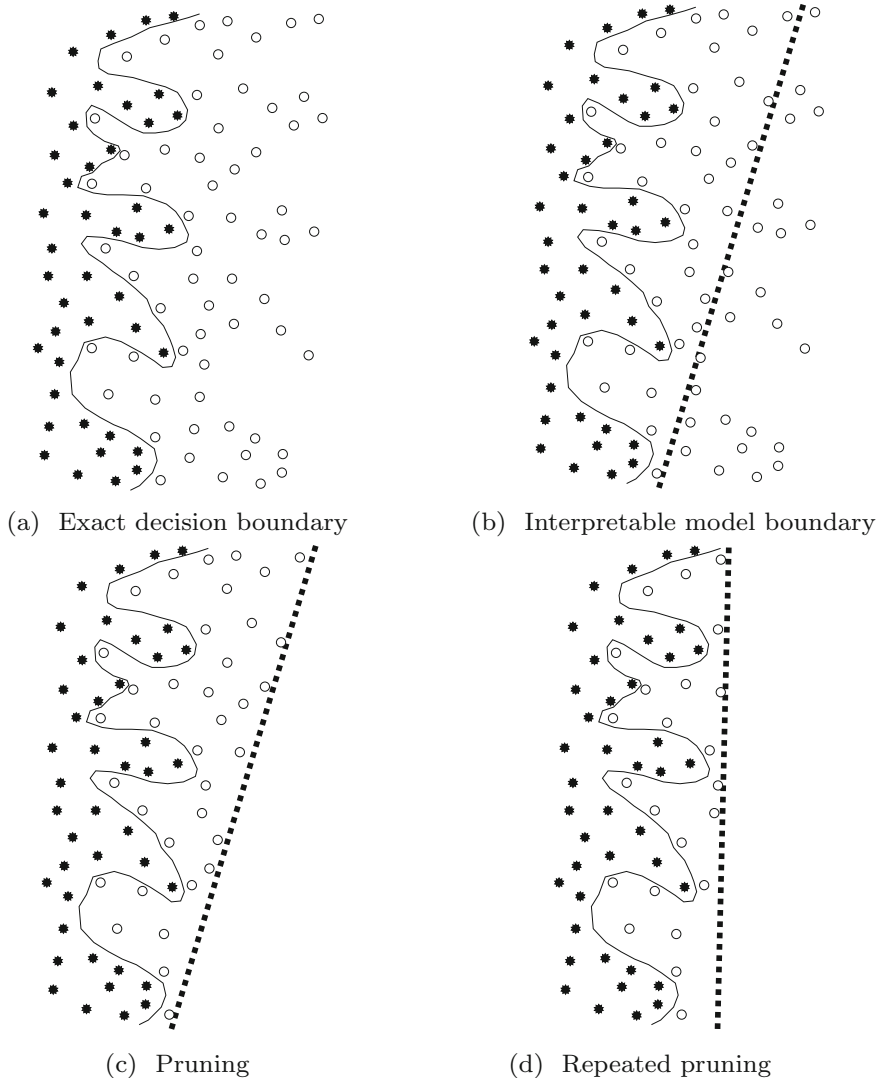 (a) Exact decision boundary
(b) Interpretable model boundary
(c) Pruning
(d) Repeated pruning